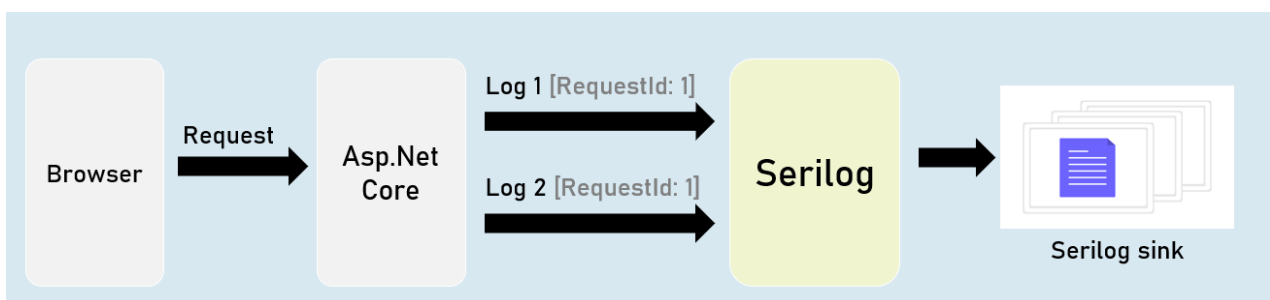 Browser
Request
Asp.Net
Core
Log 1 [RequestId: 1]
Log 2 [RequestId: 1]
Serilog
Serilog sink